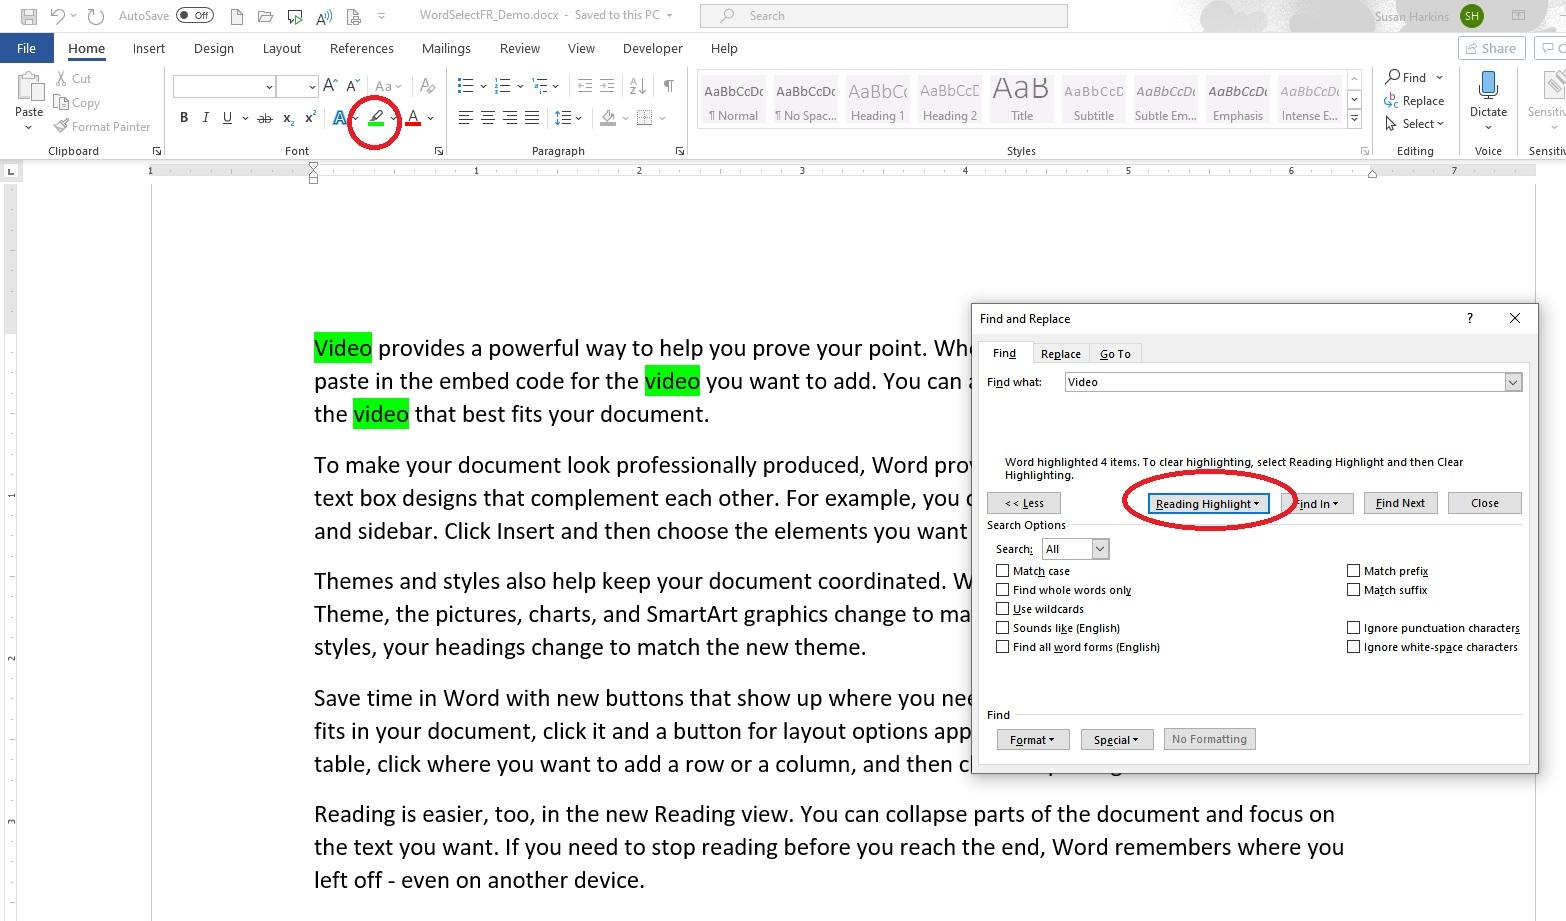 AutoSave Off WordSelectFR_Demo.docx - Saved to this PC Search Susan Harkins SH
File Home Insert Design Layout References Mailings Review View Developer Help Share
Paste Cut Copy Format Painter
Clipboard
Aa A
B I U ab x₂ x² A A
Font
Paragraph
AaBbCcDc AaBbCcDc AaBbCc AaBbCcD AaB AaBbCcD AaBbCcDc AaBbCcDc AaBbCcDc
¶ Normal ¶ No Spac... Heading 1 Heading 2 Title Subtitle Subtle Em... Emphasis Intense E...
Styles
Find
Replace
Select
Editing
Dictate
Voice
1 1 2 3 4 5 6 7
Video provides a powerful way to help you prove your point.
paste in the embed code for the video you want to add. You can
the video that best fits your document.
To make your document look professionally produced, Word
text box designs that complement each other. For example, you
and sidebar. Click Insert and then choose the elements you want
Themes and styles also help keep your document coordinated.
Theme, the pictures, charts, and SmartArt graphics change to
styles, your headings change to match the new theme.
Save time in Word with new buttons that show up where you
fits in your document, click it and a button for layout options
table, click where you want to add a row or a column, and then
Reading is easier, too, in the new Reading view. You can collapse parts of the document and focus on
the text you want. If you need to stop reading before you reach the end, Word remembers where you
left off - even on another device.
Find and Replace ?
Find Replace Go To
Find what: Video
Word highlighted 4 items. To clear highlighting, select Reading Highlight and then Clear
Highlighting.
<< Less Reading Highlight Find In Find Next Close
Search Options
Search: All
Match case Match prefix
Find whole words only Match suffix
Use wildcards
Sounds like (English) Ignore punctuation characters
Find all word forms (English) Ignore white-space characters
Find
Format Special No Formatting
1
2
3